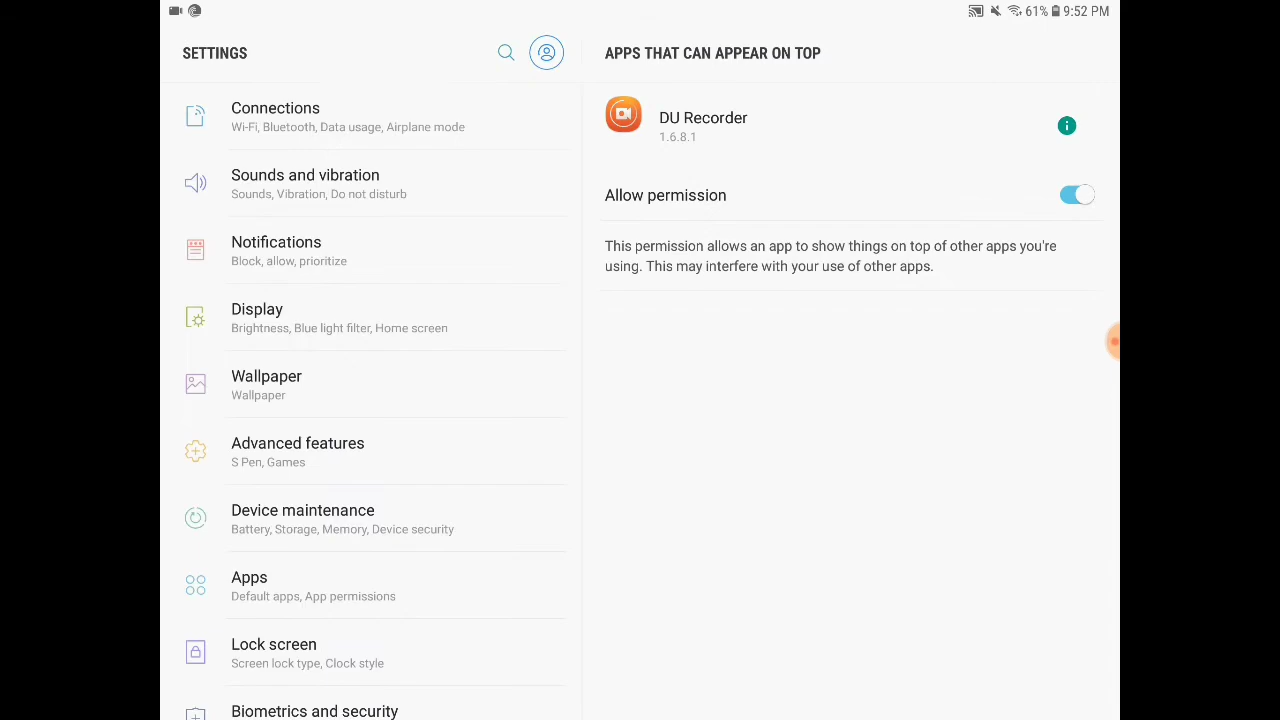 61% 9:52 PM
SETTINGS
Connections
Wi-Fi, Bluetooth, Data usage, Airplane mode
Sounds and vibration
Sounds, Vibration, Do not disturb
Notifications
Block, allow, prioritize
Display
Brightness, Blue light filter, Home screen
Wallpaper
Wallpaper
Advanced features
S Pen, Games
Device maintenance
Battery, Storage, Memory, Device security
Apps
Default apps, App permissions
Lock screen
Screen lock type, Clock style
Biometrics and security
APPS THAT CAN APPEAR ON TOP
DU Recorder
1.6.8.1
Allow permission
This permission allows an app to show things on top of other apps you're
using. This may interfere with your use of other apps.